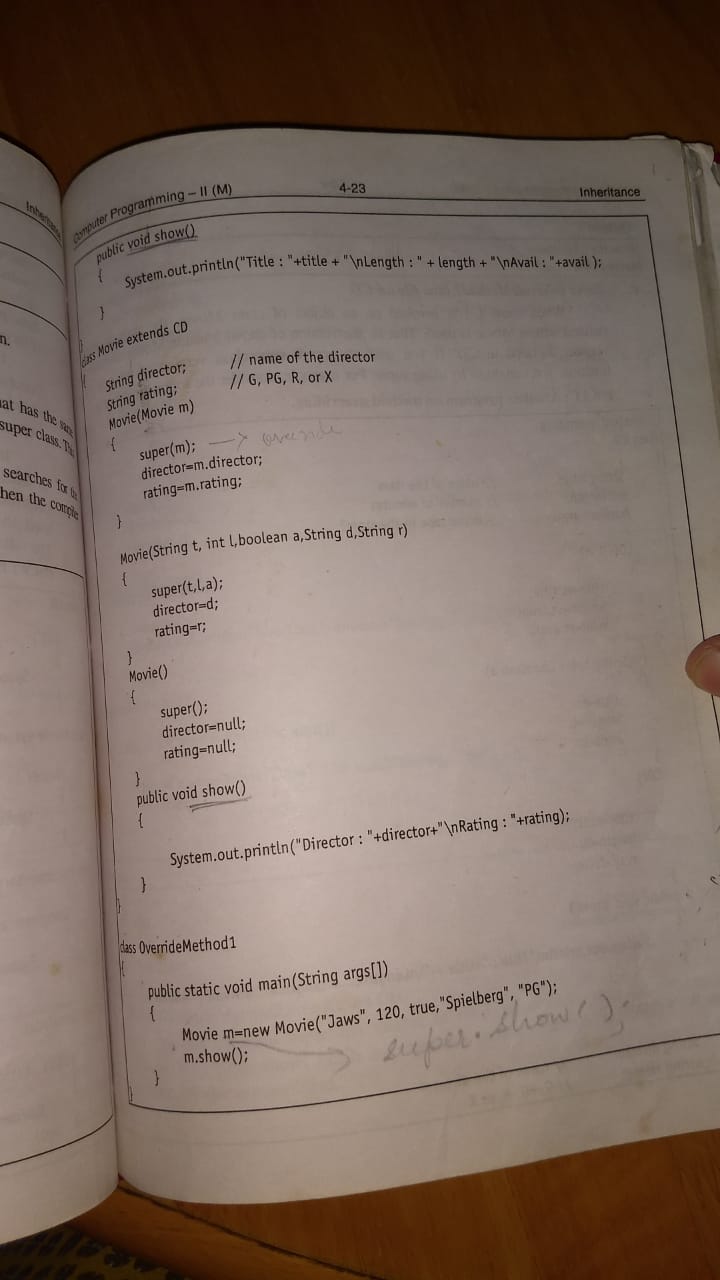 Inheritance
n.
hat has the same
super class. Th
searches for the
hen the compile
Computer Programming – II (M) 4-23 Inheritance
public void show()
{
System.out.println("Title : "+title + "\nLength : " + length + "\nAvail : "+avail );
}
}
class Movie extends CD
{
String director; // name of the director
String rating; // G, PG, R, or X
Movie(Movie m)
{
super(m); → override
director=m.director;
rating=m.rating;
}
Movie(String t, int l,boolean a,String d,String r)
{
super(t,l,a);
director=d;
rating=r;
}
Movie()
{
super();
director=null;
rating=null;
}
public void show()
{
System.out.println("Director : "+director+"\nRating : "+rating);
}
}
class OverrideMethod1
{
public static void main(String args[])
{
Movie m=new Movie("Jaws", 120, true,"Spielberg", "PG");
m.show(); → super.show();
}
}